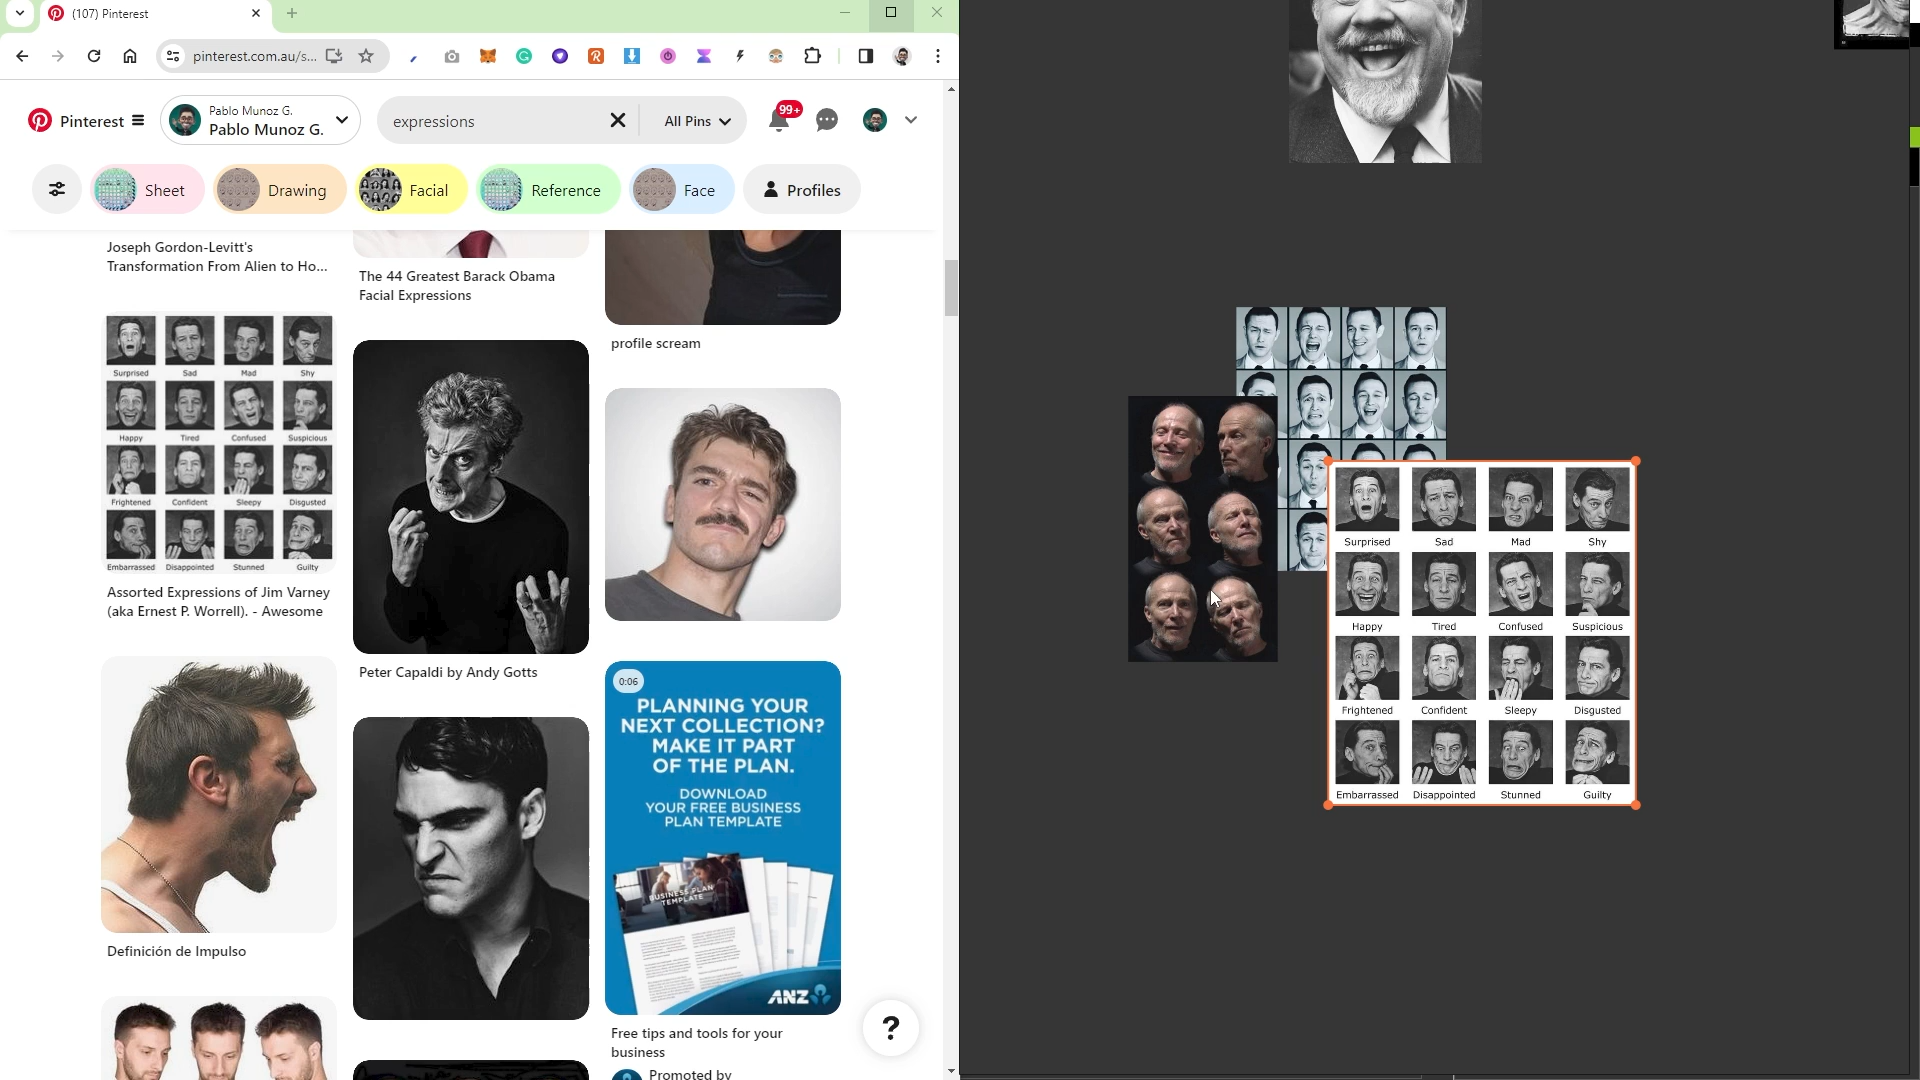 (107) Pinterest
pinterest.com.au/s...
Pinterest
Pablo Munoz G.
Pablo Munoz G.
expressions
All Pins
99+
Sheet
Drawing
Facial
Reference
Face
Profiles
Joseph Gordon-Levitt's
Transformation From Alien to Ho...
Surprised Sad Mad Shy
Happy Tired Confused Suspicious
Frightened Confident Sleepy Disgusted
Embarrassed Disappointed Stunned Guilty
Assorted Expressions of Jim Varney
(aka Ernest P. Worrell). - Awesome
Definición de Impulso
The 44 Greatest Barack Obama
Facial Expressions
Peter Capaldi by Andy Gotts
profile scream
0:06
PLANNING YOUR
NEXT COLLECTION?
MAKE IT PART
OF THE PLAN.
DOWNLOAD
YOUR FREE BUSINESS
PLAN TEMPLATE
BUSINESS PLAN
TEMPLATE
ANZ
Free tips and tools for your
business
Promoted by
?
Surprised Sad Mad Shy
Happy Tired Confused Suspicious
Frightened Confident Sleepy Disgusted
Embarrassed Disappointed Stunned Guilty